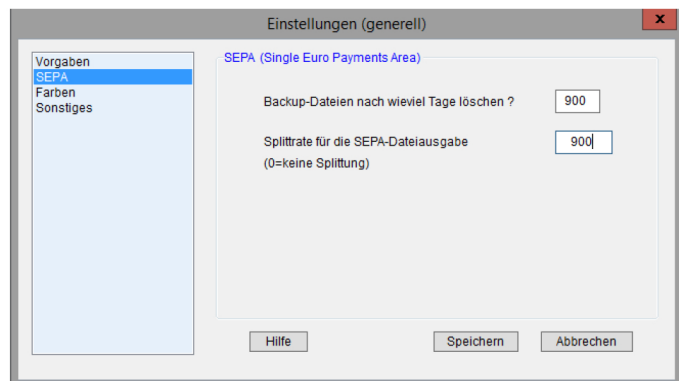 Einstellungen (generell)
x
Vorgaben
SEPA
Farben
Sonstiges
SEPA (Single Euro Payments Area)
Backup-Dateien nach wieviel Tage löschen ? 900
Splittrate für die SEPA-Dateiausgabe 900
(0=keine Splittung)
Hilfe Speichern Abbrechen